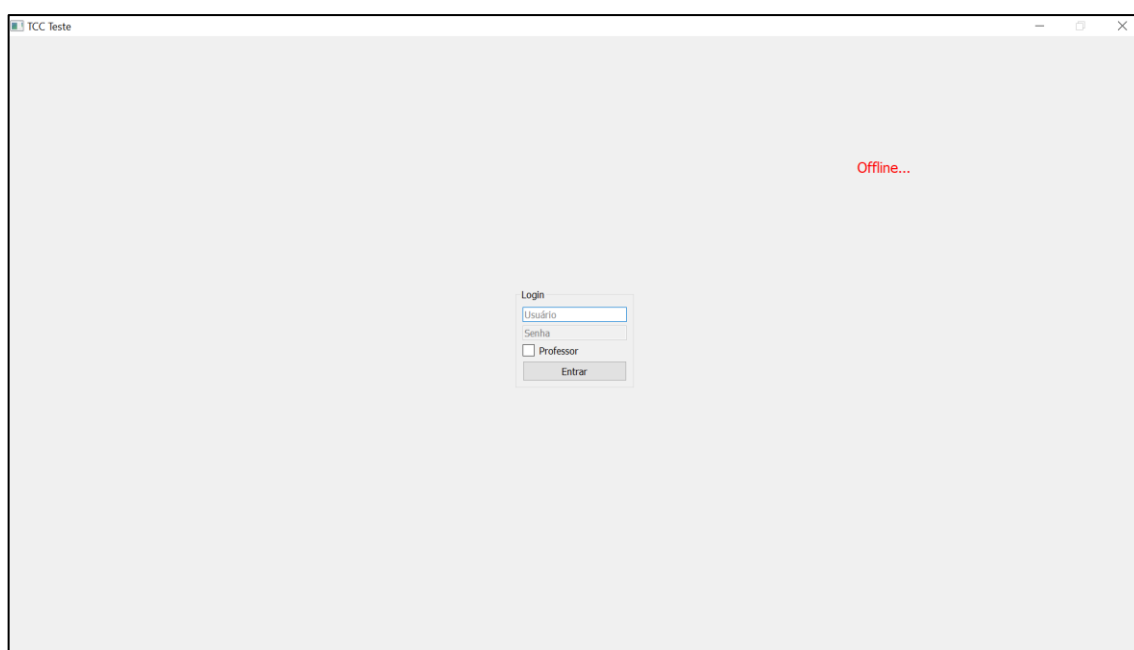 TCC Teste
Offline...
Login
Usuário
Senha
Professor
Entrar